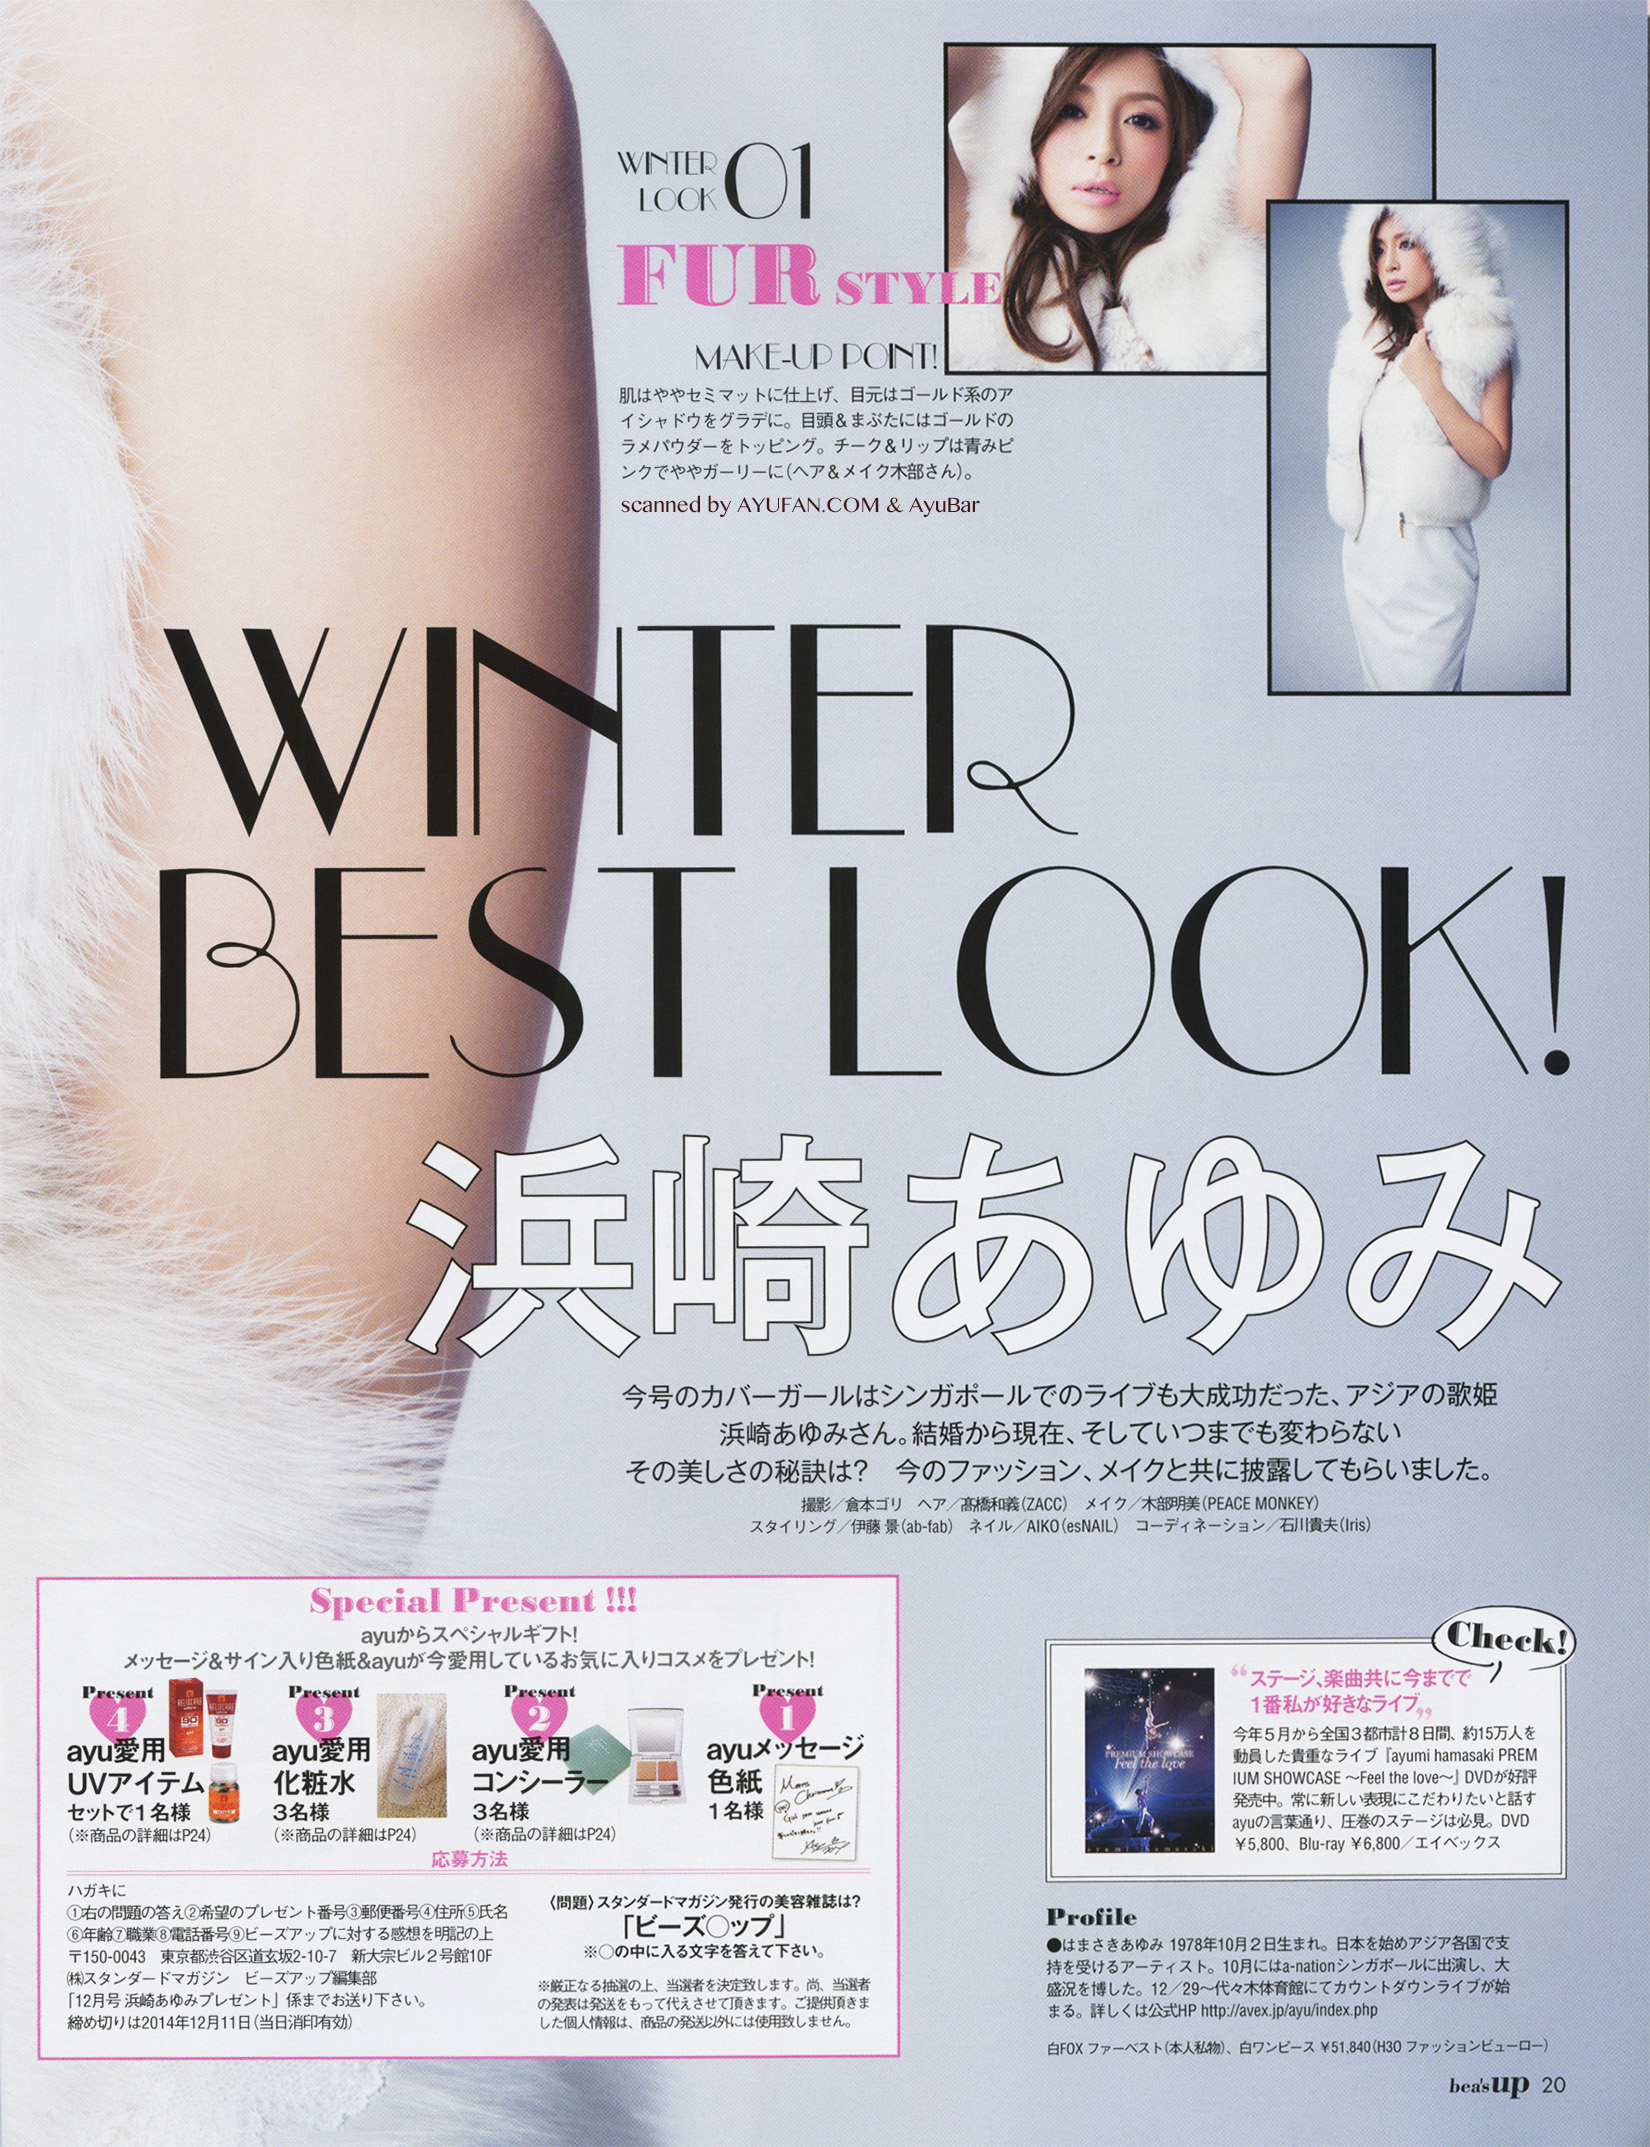 WINTER
LOOK 01
FUR STYLE
MAKE-UP POINT!
肌はややセミマットに仕上げ、目元はゴールド系のア
イシャドウをグラデに。目頭&まぶたにはゴールドの
ラメパウダーをトッピング。チーク&リップは青みピ
ンクでややガーリーに(ヘア&メイク木部さん)。
scanned by AYUFAN.COM & AyuBar
WINTER
BEST LOOK!
浜崎あゆみ
今号のカバーガールはシンガポールでのライブも大成功だった、アジアの歌姫
浜崎あゆみさん。結婚から現在、そしていつまでも変わらない
その美しさの秘訣は?　今のファッション、メイクと共に披露してもらいました。
撮影／倉本ゴリ　ヘア／髙橋和義(ZACC)　メイク／木部明美(PEACE MONKEY)
スタイリング／伊藤 景(ab-fab)　ネイル／AIKO(esNAIL)　コーディネーション／石川貴夫(Iris)
Special Present !!!
ayuからスペシャルギフト!
メッセージ&サイン入り色紙&ayuが今愛用しているお気に入りコスメをプレゼント!
Present
1
ayuメッセージ
色紙
1名様
Present
2
ayu愛用
コンシーラー
3名様
(※商品の詳細はP24)
Present
3
ayu愛用
化粧水
3名様
(※商品の詳細はP24)
Present
4
ayu愛用
UVアイテム
セットで1名様
(※商品の詳細はP24)
応募方法
ハガキに
①右の問題の答え②希望のプレゼント番号③郵便番号④住所⑤氏名
⑥年齢⑦職業⑧電話番号⑨ビーズアップに対する感想を明記の上
〒150-0043　東京都渋谷区道玄坂2-10-7　新大宗ビル2号館10F
㈱スタンダードマガジン　ビーズアップ編集部
「12月号 浜崎あゆみプレゼント」係までお送り下さい。
締め切りは2014年12月11日(当日消印有効)
〈問題〉スタンダードマガジン発行の美容雑誌は?
「ビーズ○ップ」
※○の中に入る文字を答えて下さい。
※厳正なる抽選の上、当選者を決定致します。尚、当選者
の発表は発送をもって代えさせて頂きます。ご提供頂きま
した個人情報は、商品の発送以外には使用致しません。
Check!
PREMIUM SHOWCASE
Feel the love
“ステージ、楽曲共に今までで
1番私が好きなライブ”
今年5月から全国3都市計8日間、約15万人を
動員した貴重なライブ『ayumi hamasaki PREM
IUM SHOWCASE ～Feel the love～』DVDが好評
発売中。常に新しい表現にこだわりたいと話す
ayuの言葉通り、圧巻のステージは必見。DVD
￥5,800、Blu-ray ￥6,800／エイベックス
Profile
●はまさきあゆみ 1978年10月2日生まれ。日本を始めアジア各国で支
持を受けるアーティスト。10月にはa-nationシンガポールに出演し、大
盛況を博した。12／29～代々木体育館にてカウントダウンライブが始
まる。詳しくは公式HP http://avex.jp/ayu/index.php
白FOX ファーベスト(本人私物)、白ワンピース ￥51,840(H3O ファッションビューロー)
bea's up 20